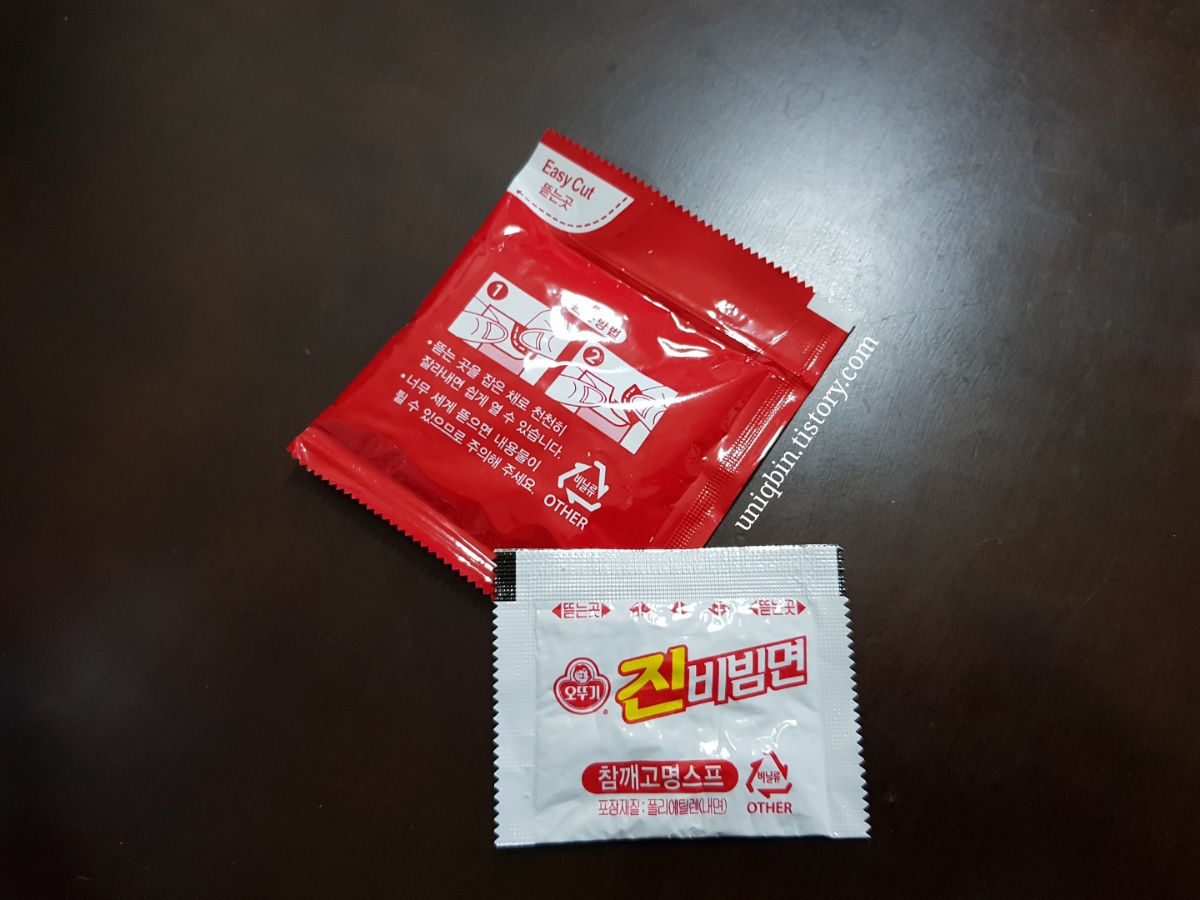 Easy Cut
뜯는곳
1
2
• 뜯는 곳을 잡은 채로 천천히
잘라내면 쉽게 열 수 있습니다.
• 너무 세게 뜯으면 내용물이
튈 수 있으므로 주의해 주세요.
비닐류
OTHER
uniqbin.tistory.com
뜯는곳 뜯는곳
오뚜기
진비빔면
참깨고명스프
포장재질 : 폴리에틸렌(내면)
비닐류
OTHER